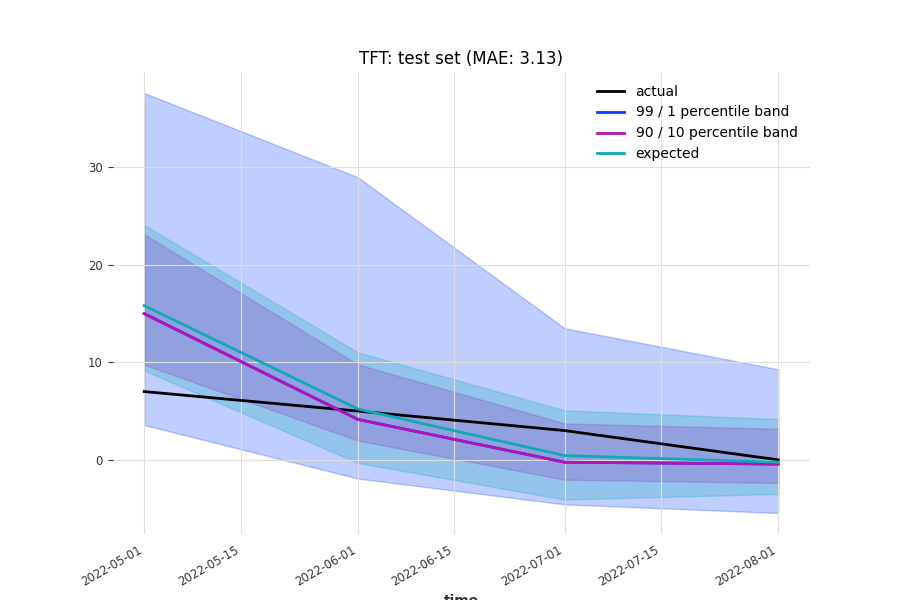 TFT: test set (MAE: 3.13)
actual
99 / 1 percentile band
90 / 10 percentile band
expected
30
20
10
0
2022-05-01
2022-05-15
2022-06-01
2022-06-15
2022-07-01
2022-07-15
2022-08-01
time